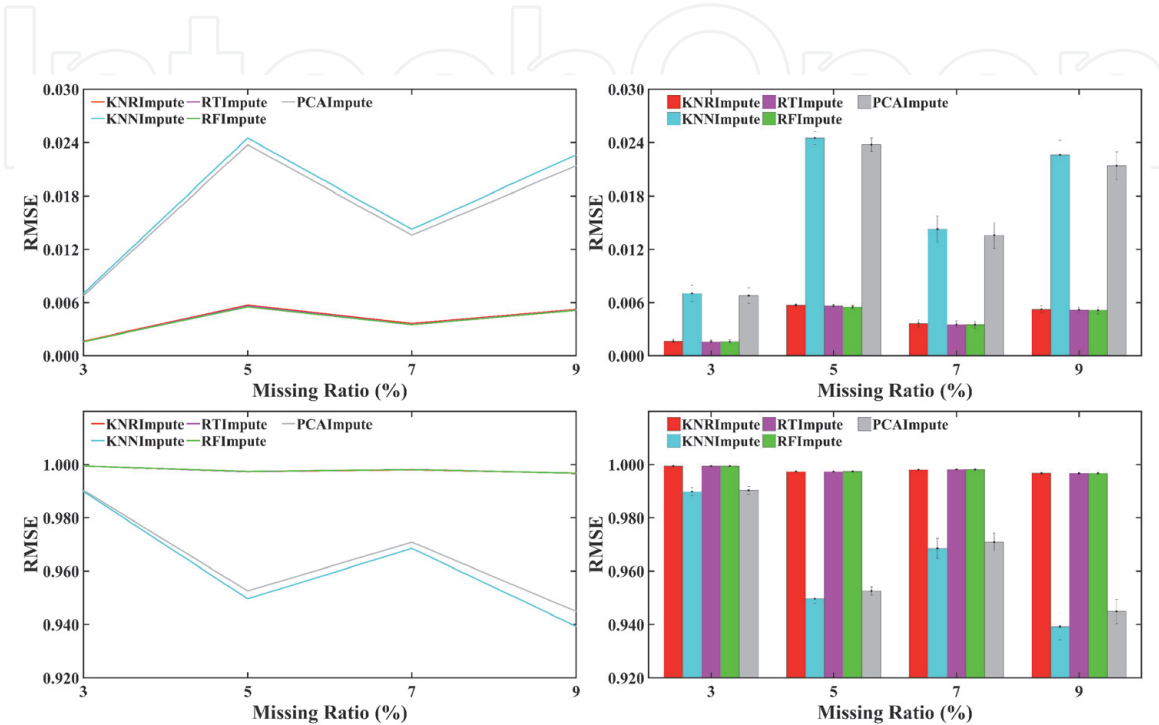 IntechOpen
0.030
KNRImpute RTImpute PCAImpute
KNNImpute RFImpute
0.024
0.018
0.012
0.006
0.000
RMSE
3 5 7 9
Missing Ratio (%)
0.030
KNRImpute RTImpute PCAImpute
KNNImpute RFImpute
0.024
0.018
0.012
0.006
0.000
RMSE
3 5 7 9
Missing Ratio (%)
KNRImpute RTImpute PCAImpute
KNNImpute RFImpute
1.000
0.980
0.960
0.940
0.920
RMSE
3 5 7 9
Missing Ratio (%)
KNRImpute RTImpute PCAImpute
KNNImpute RFImpute
1.000
0.980
0.960
0.940
0.920
RMSE
3 5 7 9
Missing Ratio (%)